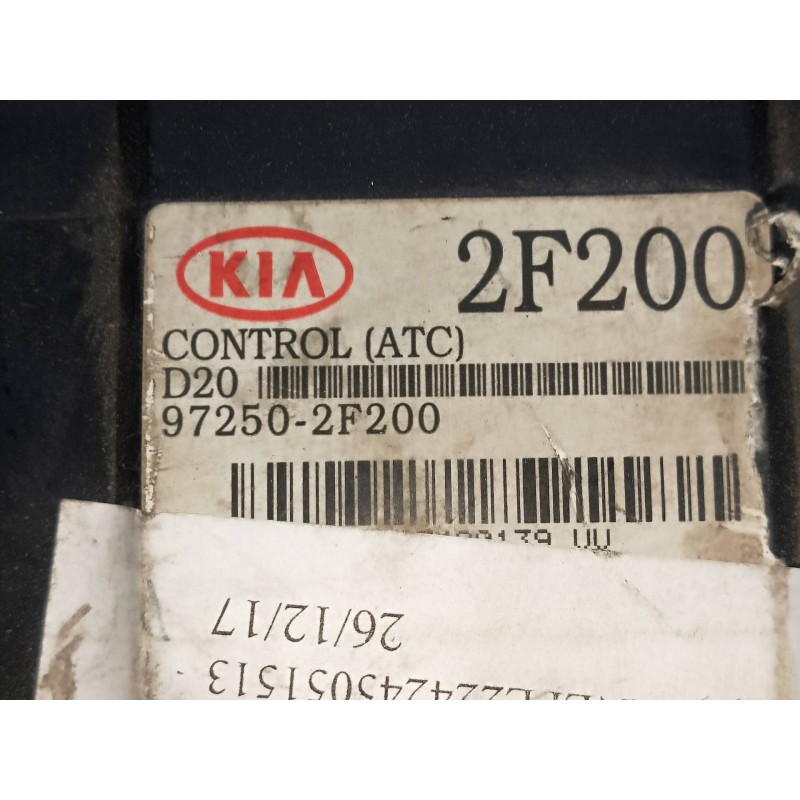 KIA 2F200
CONTROL (ATC)
D20
97250-2F200
26/12/17